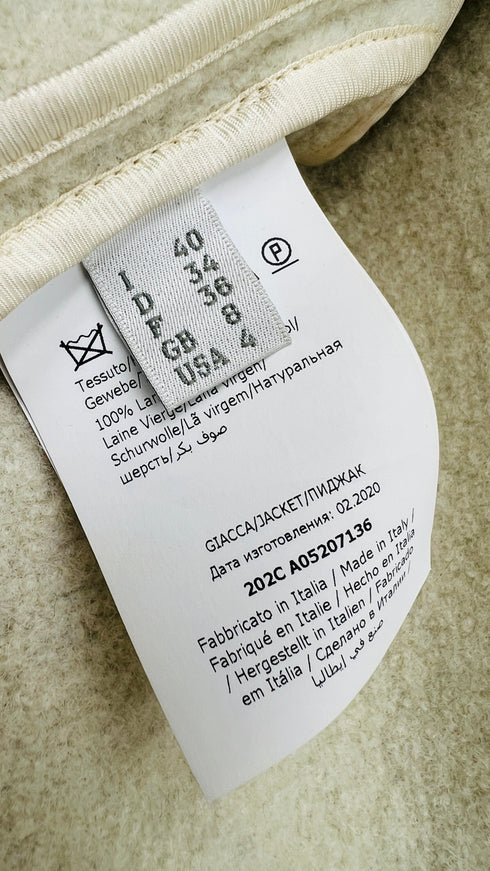 I 40
D 34
F 36
GB 8
USA 4
P
Tessuto/
Gewebe/
100% Lan
Laine Vierge/Lana virgen/
Schurwolle/Lã virgem/Натуральная
шерсть/صوف بكر
GIACCA/JACKET/ПИДЖАК
Дата изготовления: 02.2020
202C A05207136
Fabbricato in Italia / Made in Italy /
Fabriqué en Italie / Hecho en Italia
/ Hergestellt in Italien / Fabricado
em Itália / Сделано в Италии /
صنع في إيطاليا